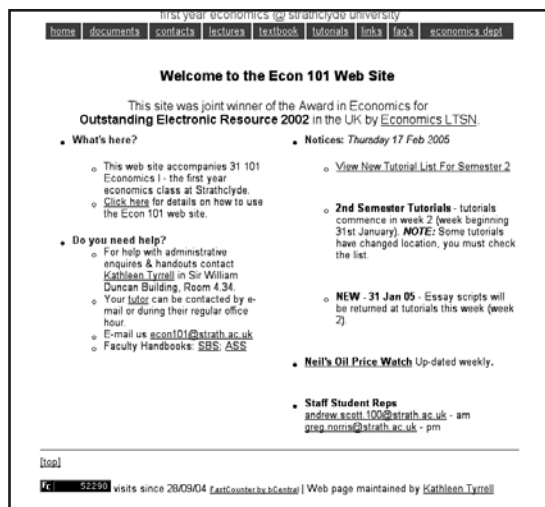 first year economics @ strathclyde university
home documents contacts lectures textbook tutorials links faq's economics dept
Welcome to the Econ 101 Web Site
This site was joint winner of the Award in Economics for
Outstanding Electronic Resource 2002 in the UK by Economics LTSN.
What's here?
This web site accompanies 31 101
Economics I - the first year
economics class at Strathclyde.
Click here for details on how to use
the Econ 101 web site.
Do you need help?
For help with administrative
enquires & handouts contact
Kathleen Tyrrell in Sir William
Duncan Building, Room 4.34.
Your tutor can be contacted by e-
mail or during their regular office
hour.
E-mail us econ101@strath.ac.uk
Faculty Handbooks: SBS; ASS
Notices: Thursday 17 Feb 2005
View New Tutorial List For Semester 2
2nd Semester Tutorials - tutorials
commence in week 2 (week beginning
31st January). NOTE: Some tutorials
have changed location, you must check
the list.
NEW - 31 Jan 05 - Essay scripts will
be returned at tutorials this week (week
2).
Neil's Oil Price Watch Up-dated weekly.
Staff Student Reps
andrew.scott.100@strath.ac.uk - am
greg.norris@strath.ac.uk - pm
[top]
FC 52290 visits since 28/09/04 FastCounter by bCentral | Web page maintained by Kathleen Tyrrell